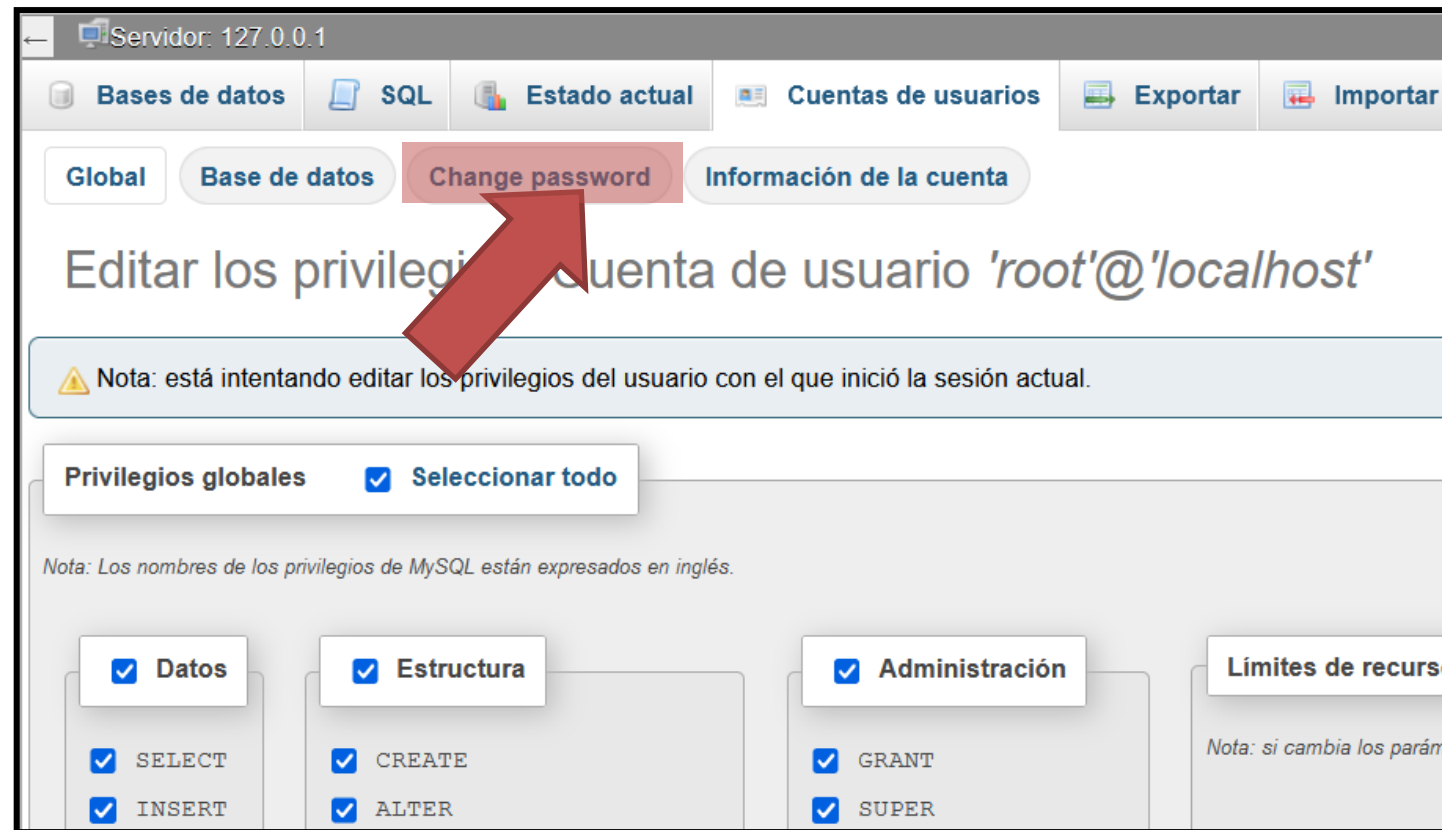 Servidor: 127.0.0.1
Bases de datos SQL Estado actual Cuentas de usuarios Exportar Importar
Global Base de datos Change password Información de la cuenta
Editar los cuenta de usuario 'root'@'localhost'
Nota: está intentando editar los privilegios del usuario con el que inició la sesión actual.
Privilegios globales Seleccionar todo
Nota: Los nombres de los privilegios de MySQL están expresados en inglés.
Datos Estructura Administración Límites de
SELECT CREATE GRANT Nota: si cambia los
INSERT ALTER SUPER